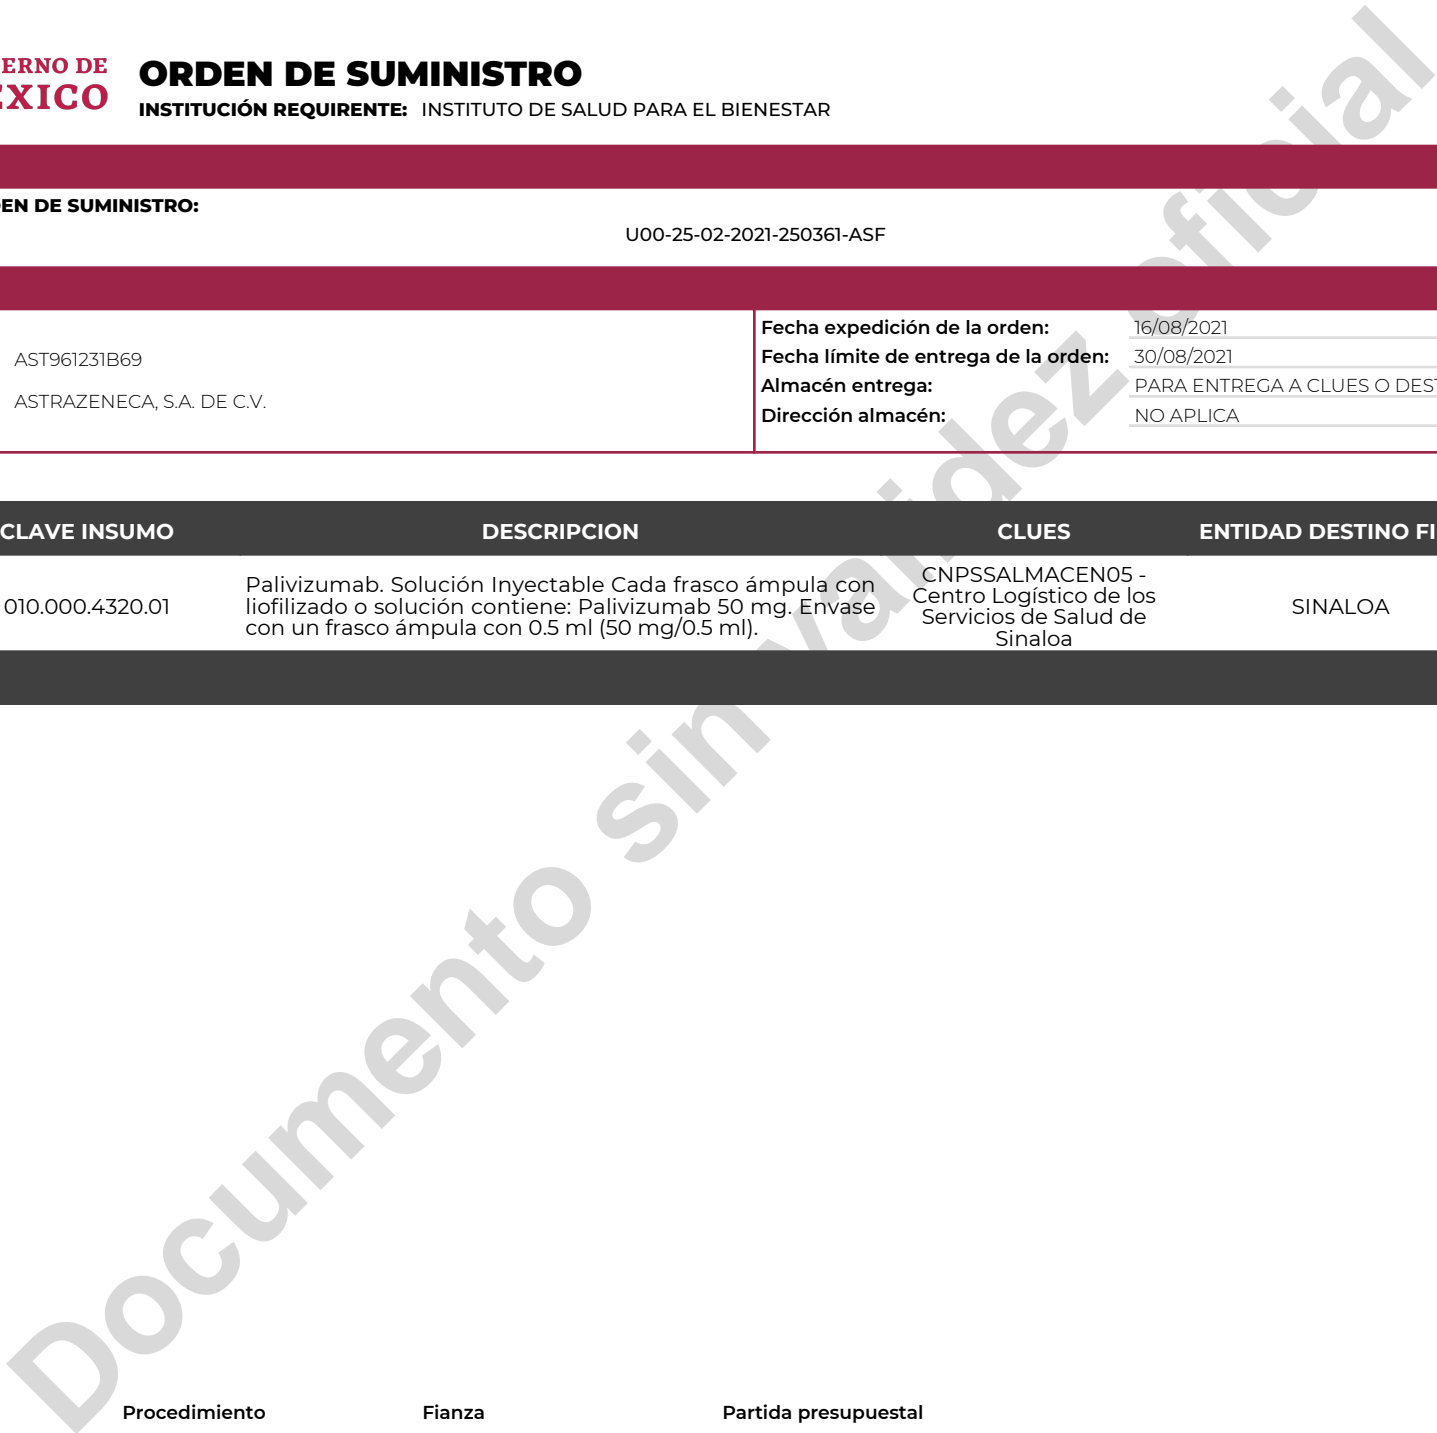 ERNO DE
ÉXICO
ORDEN DE SUMINISTRO
INSTITUCIÓN REQUIRENTE: INSTITUTO DE SALUD PARA EL BIENESTAR
EN DE SUMINISTRO:
U00-25-02-2021-250361-ASF
AST961231B69
ASTRAZENECA, S.A. DE C.V.
Fecha expedición de la orden: 16/08/2021
Fecha límite de entrega de la orden: 30/08/2021
Almacén entrega: PARA ENTREGA A CLUES O DEST
Dirección almacén: NO APLICA
CLAVE INSUMO DESCRIPCION CLUES ENTIDAD DESTINO FI
010.000.4320.01
Palivizumab. Solución Inyectable Cada frasco ámpula con
liofilizado o solución contiene: Palivizumab 50 mg. Envase
con un frasco ámpula con 0.5 ml (50 mg/0.5 ml).
CNPSSALMACEN05 -
Centro Logístico de los
Servicios de Salud de
Sinaloa
SINALOA
Documento sin validez oficial
Procedimiento Fianza Partida presupuestal